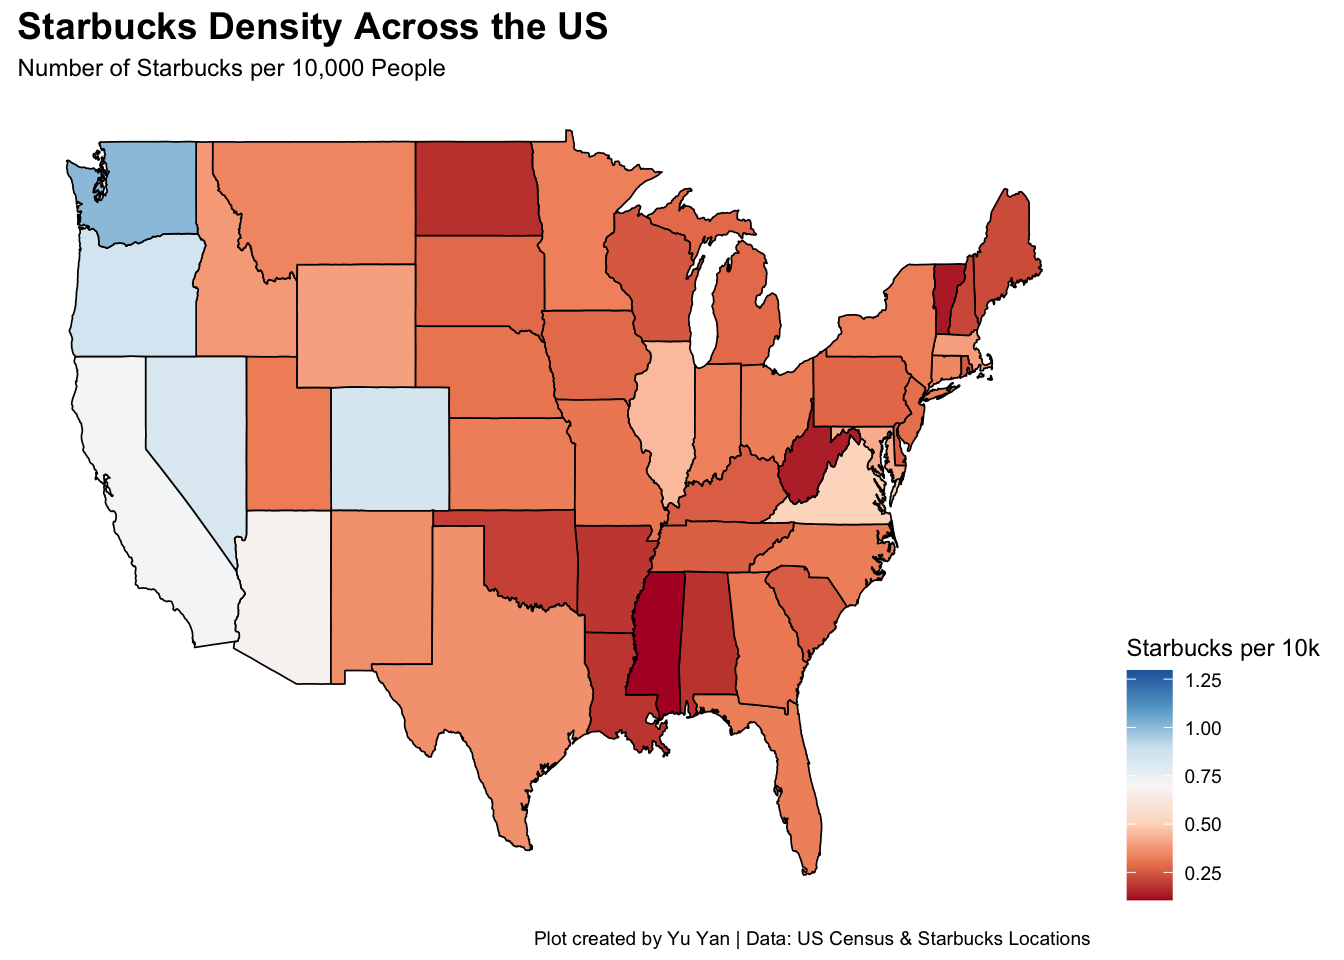 Starbucks Density Across the US
Number of Starbucks per 10,000 People
Starbucks per 10k
1.25
1.00
0.75
0.50
0.25
Plot created by Yu Yan | Data: US Census & Starbucks Locations